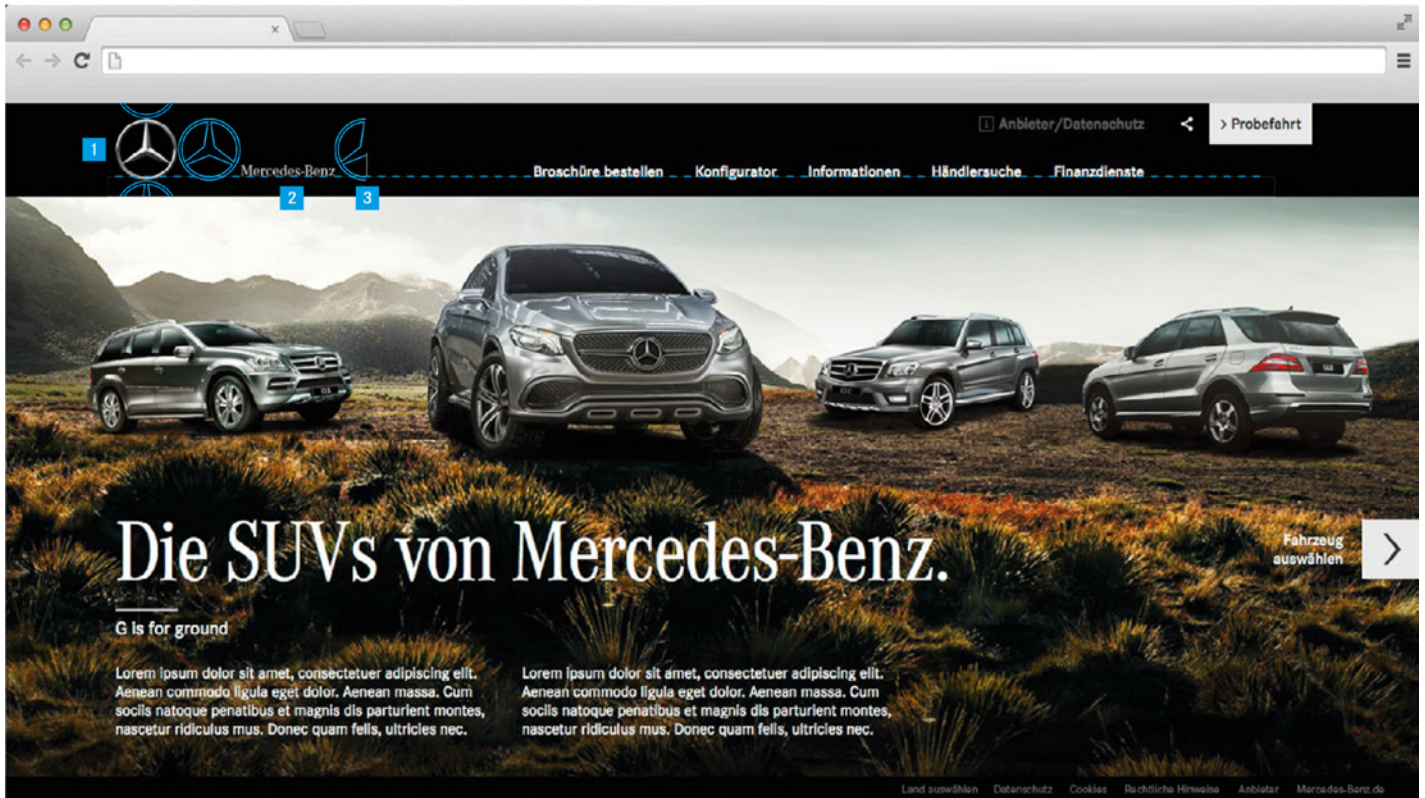 1
Mercedes-Benz
2
3
i Anbieter/Datenschutz
> Probefahrt
Broschüre bestellen Konfigurator Informationen Händlersuche Finanzdienste
Die SUVs von Mercedes-Benz.
Fahrzeug
auswählen
G is for ground
Lorem ipsum dolor sit amet, consectetuer adipiscing elit.
Aenean commodo ligula eget dolor. Aenean massa. Cum
sociis natoque penatibus et magnis dis parturient montes,
nascetur ridiculus mus. Donec quam felis, ultricies nec.
Lorem ipsum dolor sit amet, consectetuer adipiscing elit.
Aenean commodo ligula eget dolor. Aenean massa. Cum
sociis natoque penatibus et magnis dis parturient montes,
nascetur ridiculus mus. Donec quam felis, ultricies nec.
Land auswählen Datenschutz Cookies Rechtliche Hinweise Anbieter Mercedes-Benz.de